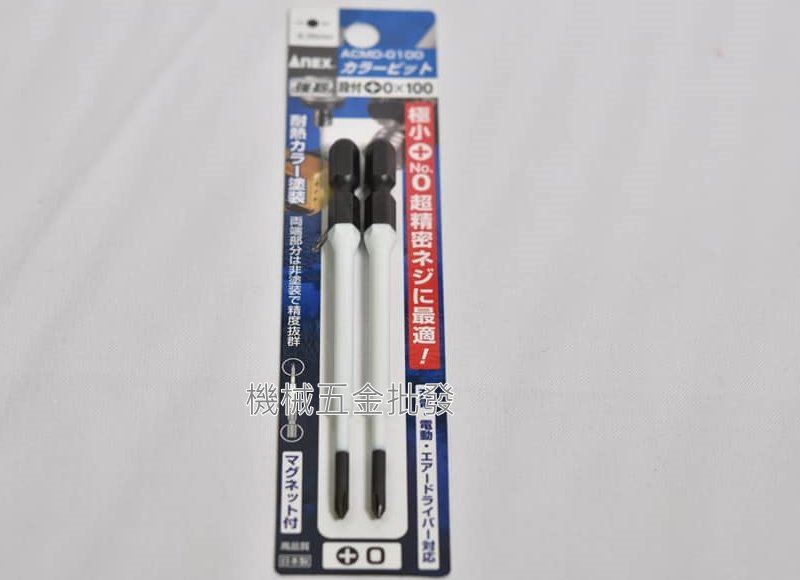 ANEX
ACMD-0100
カラービット
段付⊕0×100
耐熱カラー塗装
両端部分は非塗装で精度抜群
極小⊕No.0超精密ネジに最適!
電動・エアードライバー対応
機械五金批發
マグネット付
高品質
日本製
⊕0